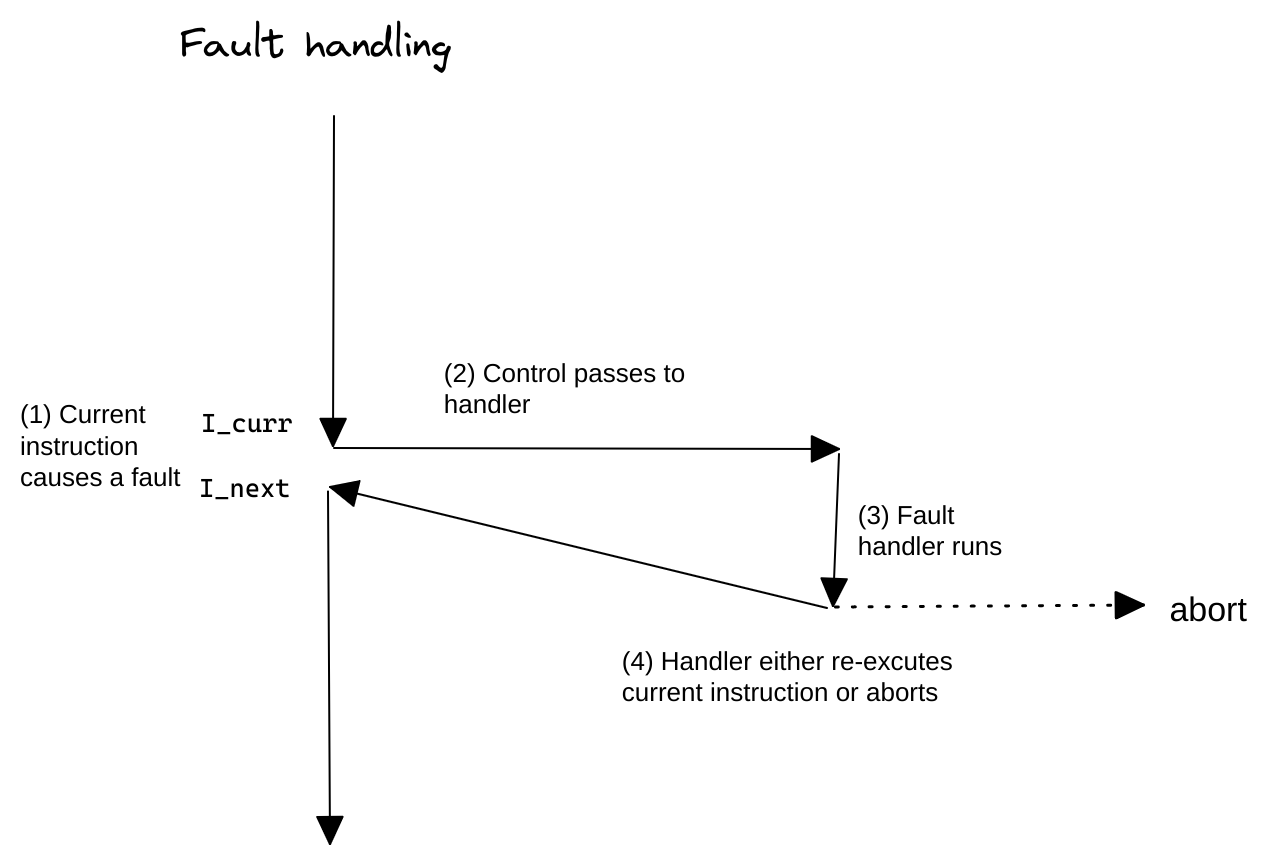 Fault handling
(2) Control passes to
handler
(1) Current
instruction
causes a fault
I_curr
I_next
(3) Fault
handler runs
abort
(4) Handler either re-excutes
current instruction or aborts